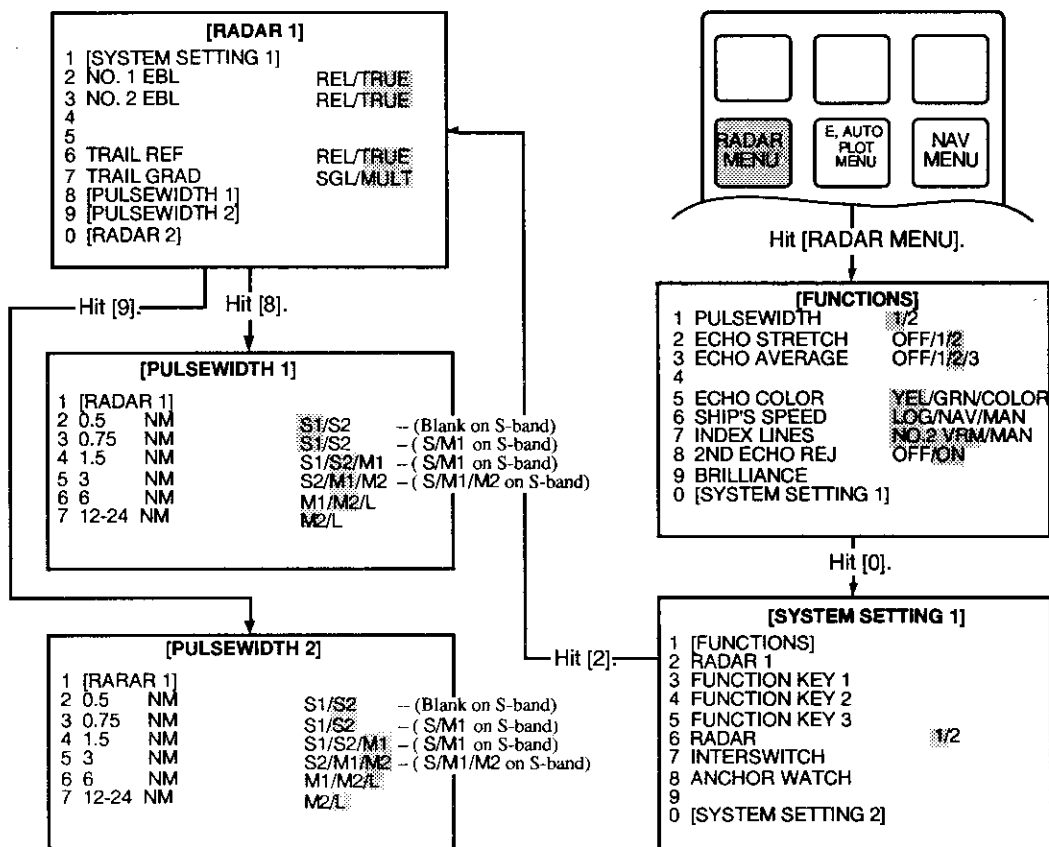 [RADAR 1]
1 [SYSTEM SETTING 1]
2 NO. 1 EBL REL/TRUE
3 NO. 2 EBL REL/TRUE
4
5
6 TRAIL REF REL/TRUE
7 TRAIL GRAD SGL/MULT
8 [PULSEWIDTH 1]
9 [PULSEWIDTH 2]
0 [RADAR 2]
Hit [9].
Hit [8].
[PULSEWIDTH 1]
1 [RADAR 1]
2 0.5 NM S1/S2 -- (Blank on S-band)
3 0.75 NM S1/S2 -- ( S/M1 on S-band)
4 1.5 NM S1/S2/M1 -- ( S/M1 on S-band)
5 3 NM S2/M1/M2 -- ( S/M1/M2 on S-band)
6 6 NM M1/M2/L
7 12-24 NM M2/L
[PULSEWIDTH 2]
1 [RARAR 1]
2 0.5 NM S1/S2 -- (Blank on S-band)
3 0.75 NM S1/S2 -- ( S/M1 on S-band)
4 1.5 NM S1/S2/M1 -- ( S/M1 on S-band)
5 3 NM S2/M1/M2 -- ( S/M1/M2 on S-band)
6 6 NM M1/M2/L
7 12-24 NM M2/L
RADAR
MENU
E, AUTO
PLOT
MENU
NAV
MENU
Hit [RADAR MENU].
[FUNCTIONS]
1 PULSEWIDTH 1/2
2 ECHO STRETCH OFF/1/2
3 ECHO AVERAGE OFF/1/2/3
4
5 ECHO COLOR YEL/GRN/COLOR
6 SHIP'S SPEED LOG/NAV/MAN
7 INDEX LINES NO.2 VRM/MAN
8 2ND ECHO REJ OFF/ON
9 BRILLIANCE
0 [SYSTEM SETTING 1]
Hit [0].
[SYSTEM SETTING 1]
1 [FUNCTIONS]
2 RADAR 1
3 FUNCTION KEY 1
4 FUNCTION KEY 2
5 FUNCTION KEY 3
6 RADAR 1/2
7 INTERSWITCH
8 ANCHOR WATCH
9
0 [SYSTEM SETTING 2]
Hit [2].